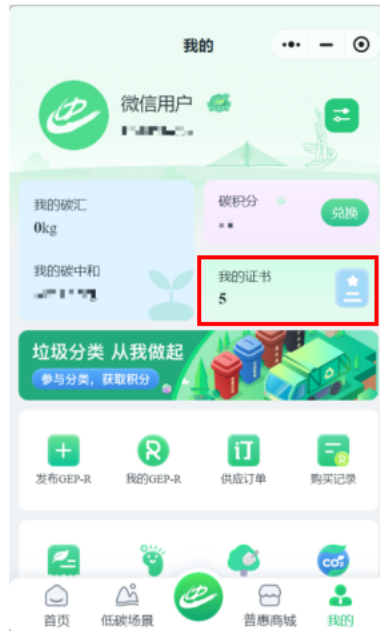 我的
微信用户
我的碳汇
0kg
碳积分
兑换
我的碳中和
我的证书
5
垃圾分类 从我做起
参与分类，获取积分
发布GEP-R
我的GEP-R
供应订单
购买记录
首页
低碳场景
普惠商城
我的